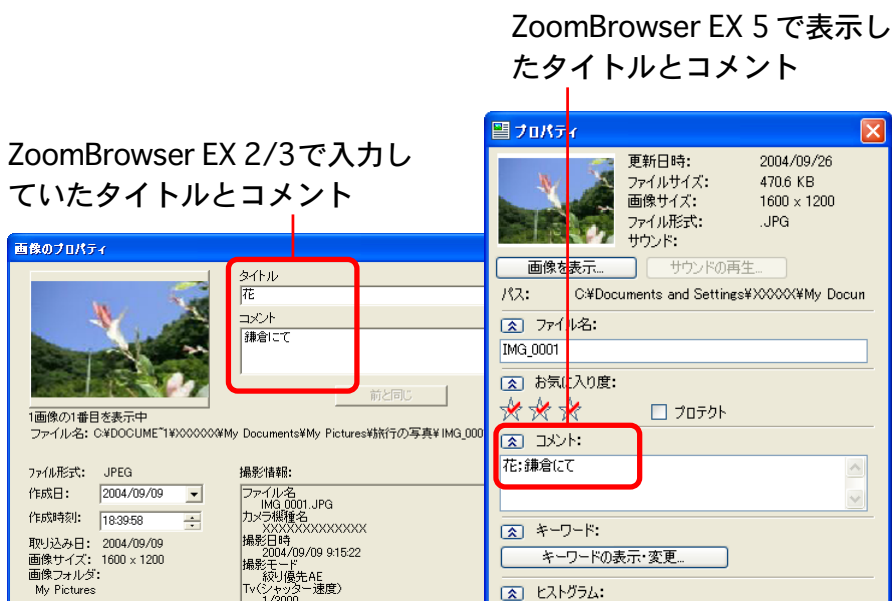 ZoomBrowser EX 5 で表示し
たタイトルとコメント
ZoomBrowser EX 2/3で入力し
ていたタイトルとコメント
画像のプロパティ
タイトル
花
コメント
鎌倉にて
前と同じ
1画像の1番目を表示中
ファイル名: C:¥DOCUME~1¥XXXXXX¥My Documents¥My Pictures¥旅行の写真¥IMG_000
ファイル形式: JPEG
作成日: 2004/09/09
作成時刻: 18:39:58
取り込み日: 2004/09/09
画像サイズ: 1600 x 1200
画像フォルダ:
My Pictures
撮影情報:
ファイル名
IMG_0001.JPG
カメラ機種名
XXXXXXXXXXXXX
撮影日時
2004/09/09 9:15:22
撮影モード
絞り優先AE
Tv(シャッター速度)
1/2000
プロパティ
更新日時: 2004/09/26
ファイルサイズ: 470.6 KB
画像サイズ: 1600 x 1200
ファイル形式: .JPG
サウンド:
画像を表示...
サウンドの再生...
パス: C:¥Documents and Settings¥XXXXX¥My Docun
ファイル名:
IMG_0001
お気に入り度:
プロテクト
コメント:
花;鎌倉にて
キーワード:
キーワードの表示・変更...
ヒストグラム: